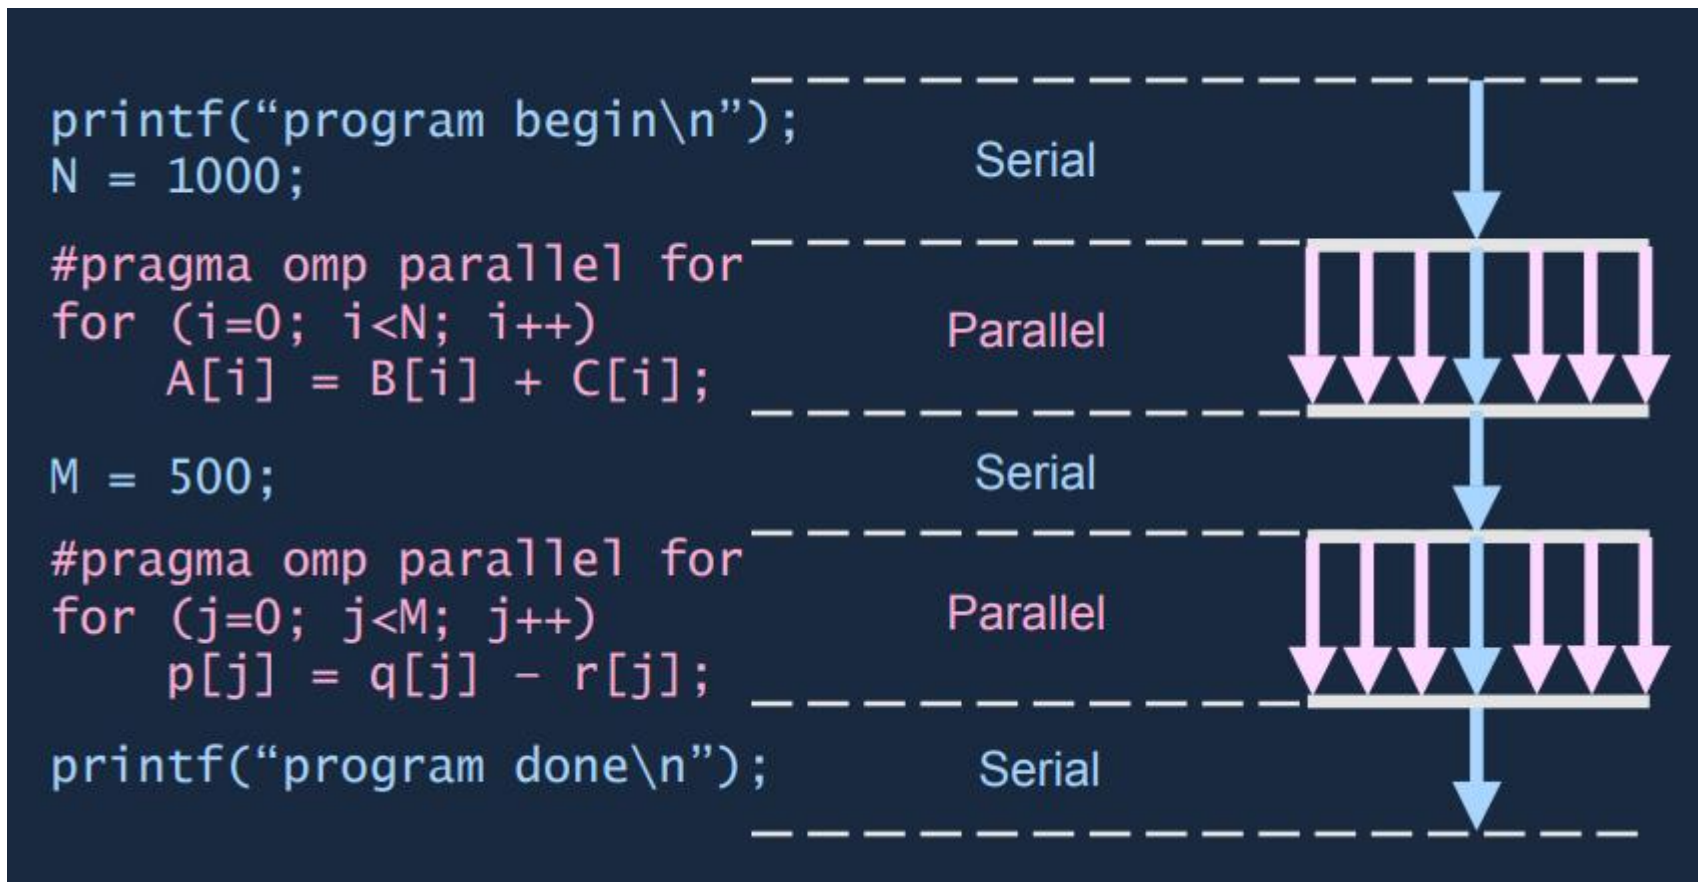 printf(“program begin\n”);
N = 1000;
Serial
#pragma omp parallel for
for (i=0; i<N; i++)
    A[i] = B[i] + C[i];
Parallel
M = 500;
Serial
#pragma omp parallel for
for (j=0; j<M; j++)
    p[j] = q[j] – r[j];
Parallel
printf(“program done\n”);
Serial